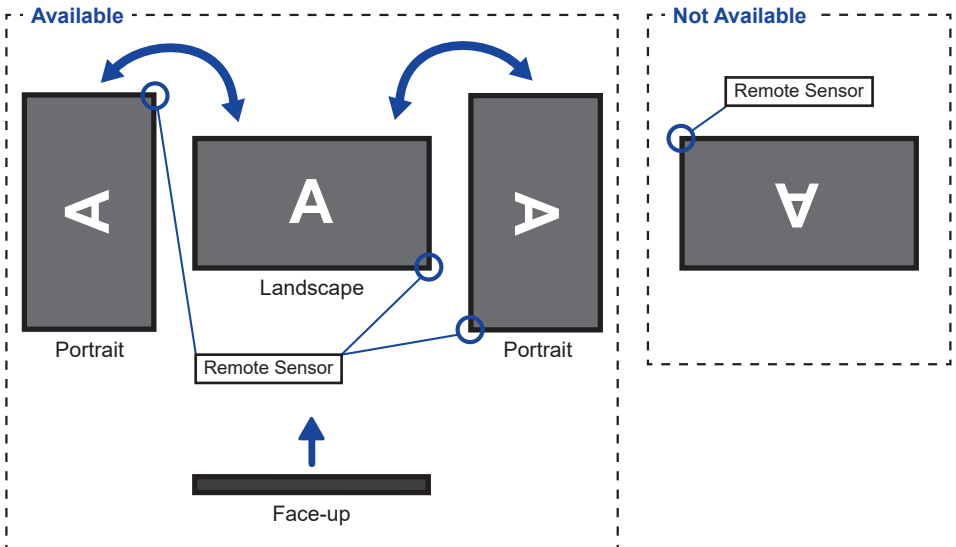 Available
Not Available
Remote Sensor
A
A
A
A
Landscape
Portrait
Portrait
Remote Sensor
Face-up